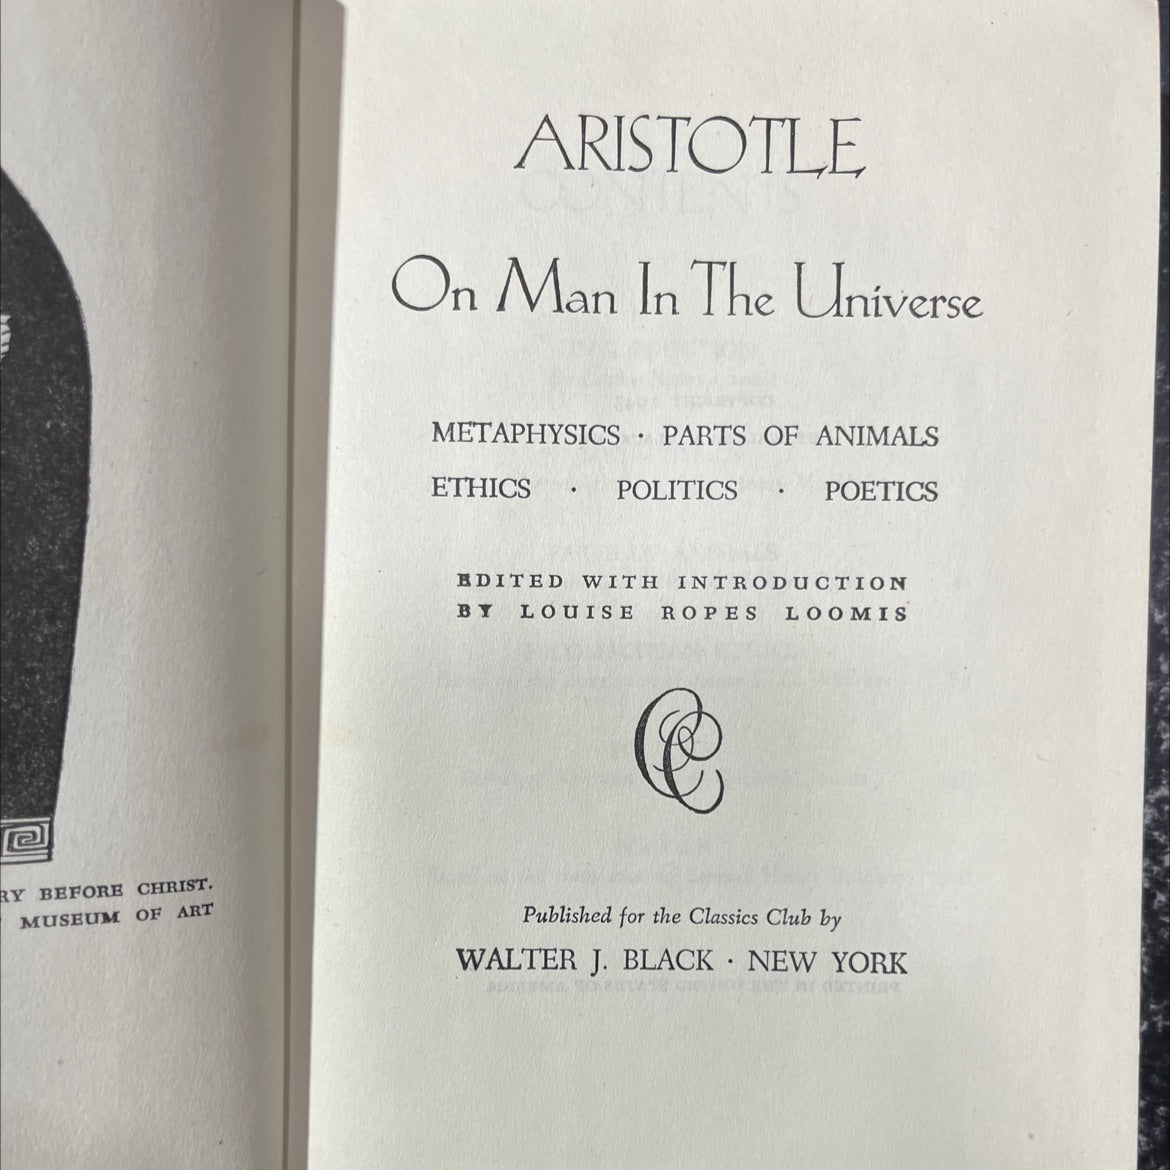 RY BEFORE CHRIST.
MUSEUM OF ART
ARISTOTLE
On Man In The Universe
METAPHYSICS · PARTS OF ANIMALS
ETHICS · POLITICS · POETICS
EDITED WITH INTRODUCTION
BY LOUISE ROPES LOOMIS
CC
Published for the Classics Club by
WALTER J. BLACK · NEW YORK